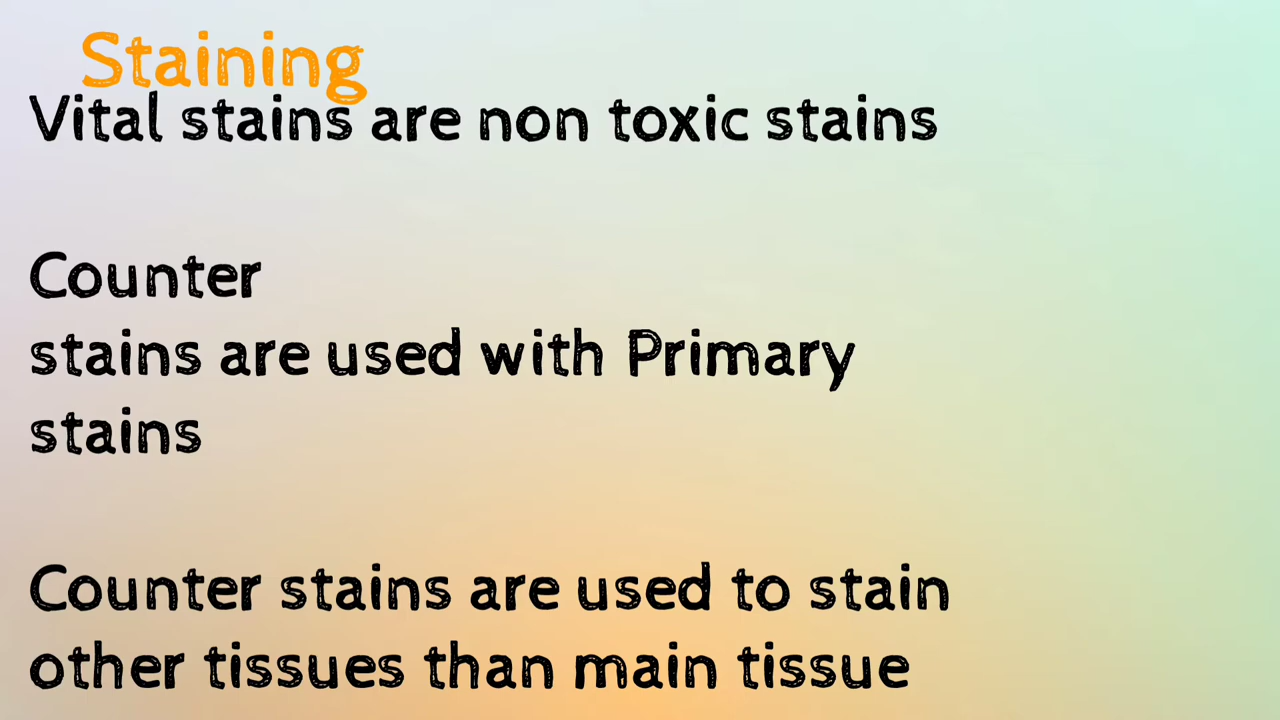 Staining
Vital stains are non toxic stains
Counter
stains are used with Primary
stains
Counter stains are used to stain
other tissues than main tissue